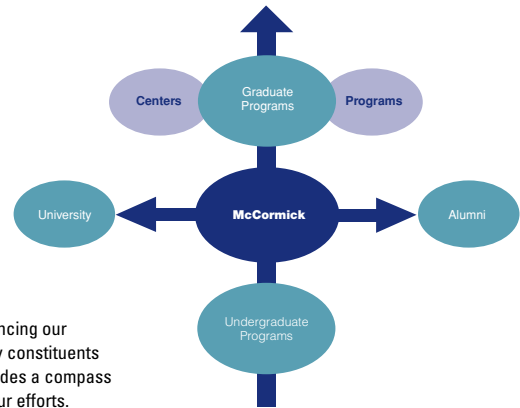 Graduate
Programs
Centers
Programs
University
McCormick
Alumni
Undergraduate
Programs
ncing our
constituents
des a compass
ur efforts.